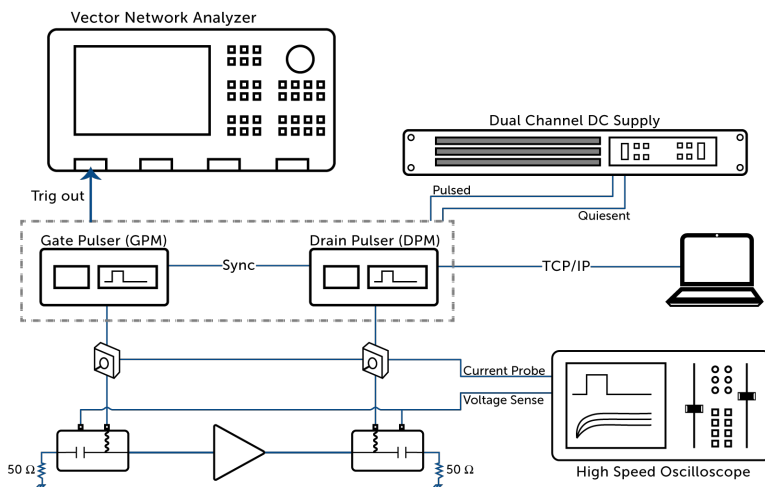 Vector Network Analyzer
Dual Channel DC Supply
Trig out
Pulsed
Quiesent
Gate Pulser (GPM)
Drain Pulser (DPM)
Sync
TCP/IP
Current Probe
Voltage Sense
50 Ω
50 Ω
High Speed Oscilloscope